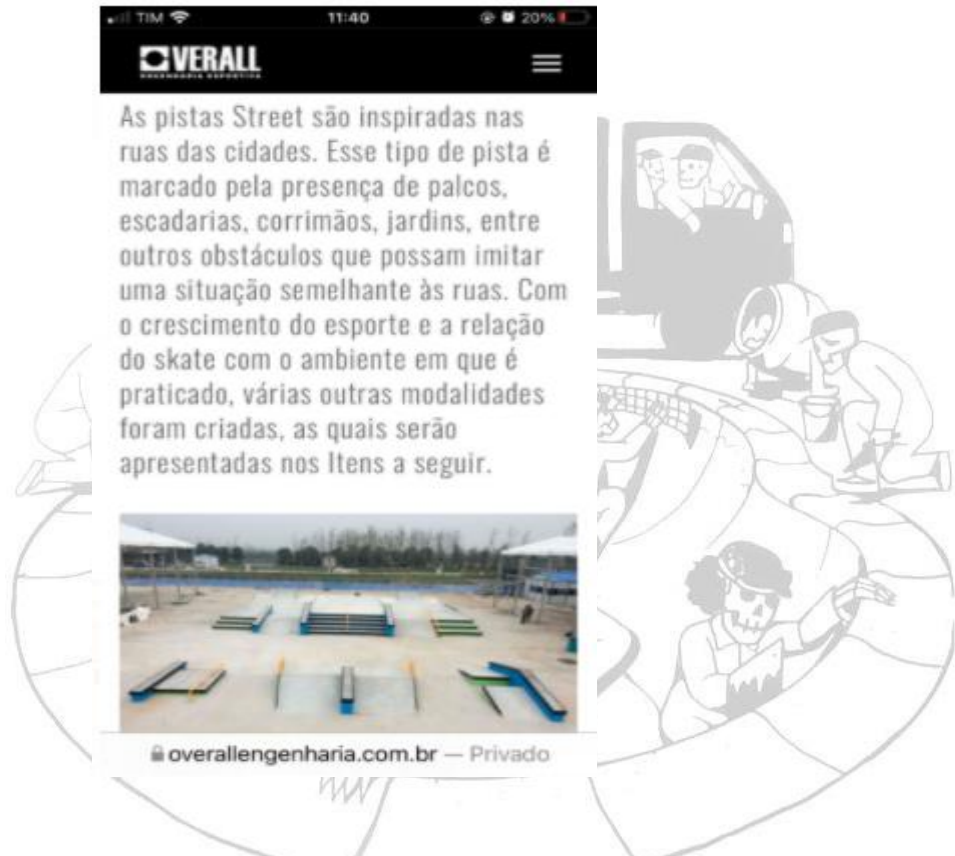 TIM
11:40
20%
OVERALL
ENGENHARIA ESPORTIVA
As pistas Street são inspiradas nas
ruas das cidades. Esse tipo de pista é
marcado pela presença de palcos,
escadarias, corrimãos, jardins, entre
outros obstáculos que possam imitar
uma situação semelhante às ruas. Com
o crescimento do esporte e a relação
do skate com o ambiente em que é
praticado, várias outras modalidades
foram criadas, as quais serão
apresentadas nos Itens a seguir.
overallengenharia.com.br — Privado